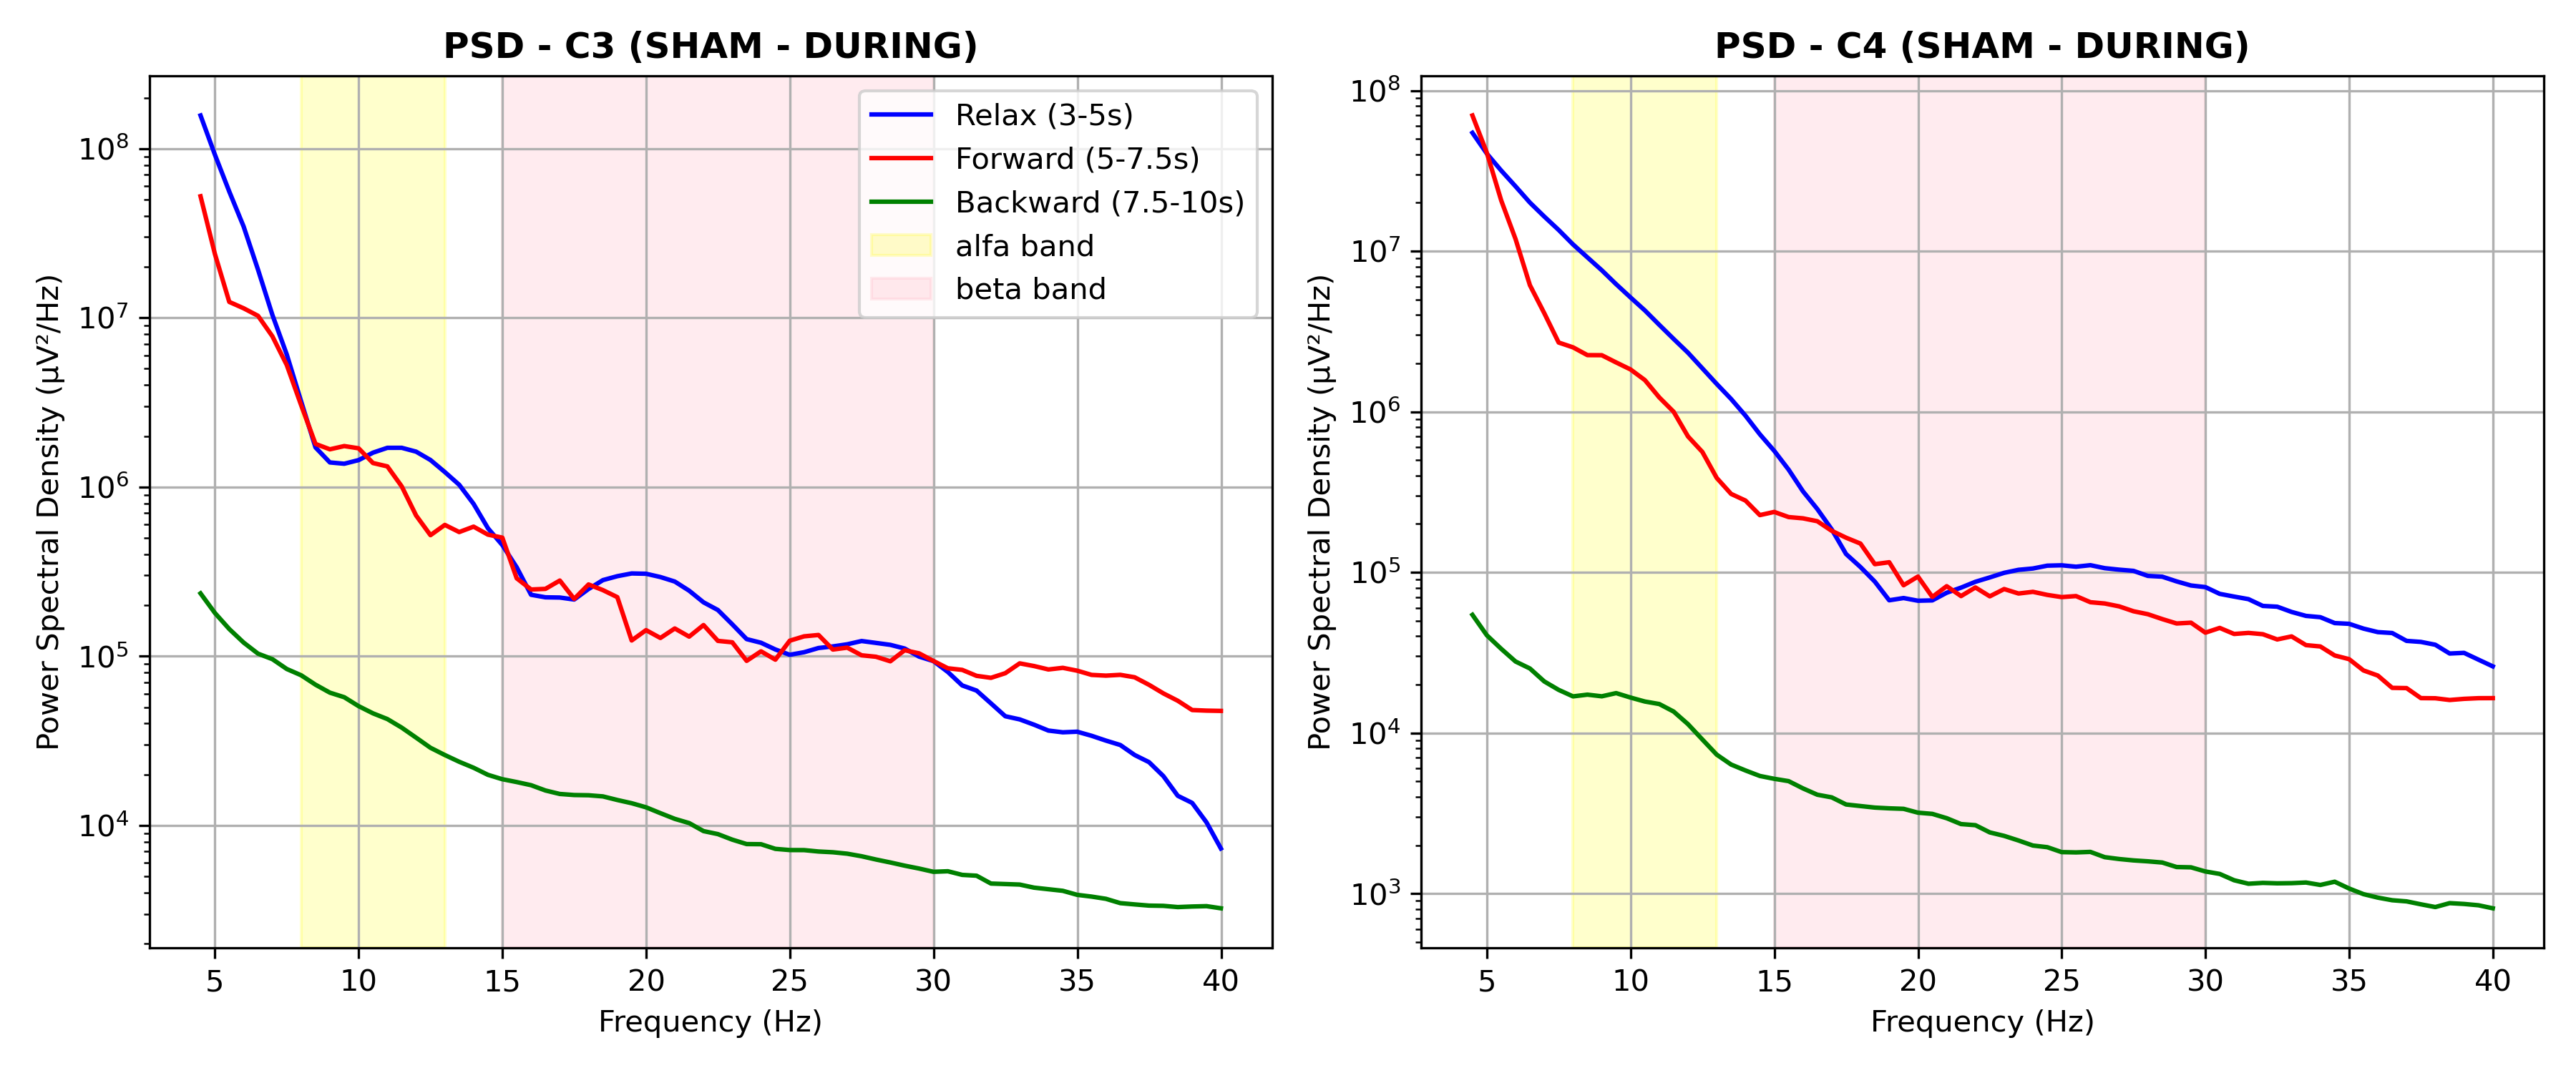 PSD - C3 (SHAM - DURING)
Power Spectral Density (µV²/Hz)
10⁸
10⁷
10⁶
10⁵
10⁴
Relax (3-5s)
Forward (5-7.5s)
Backward (7.5-10s)
alfa band
beta band
5 10 15 20 25 30 35 40
Frequency (Hz)
PSD - C4 (SHAM - DURING)
Power Spectral Density (µV²/Hz)
10⁸
10⁷
10⁶
10⁵
10⁴
10³
5 10 15 20 25 30 35 40
Frequency (Hz)